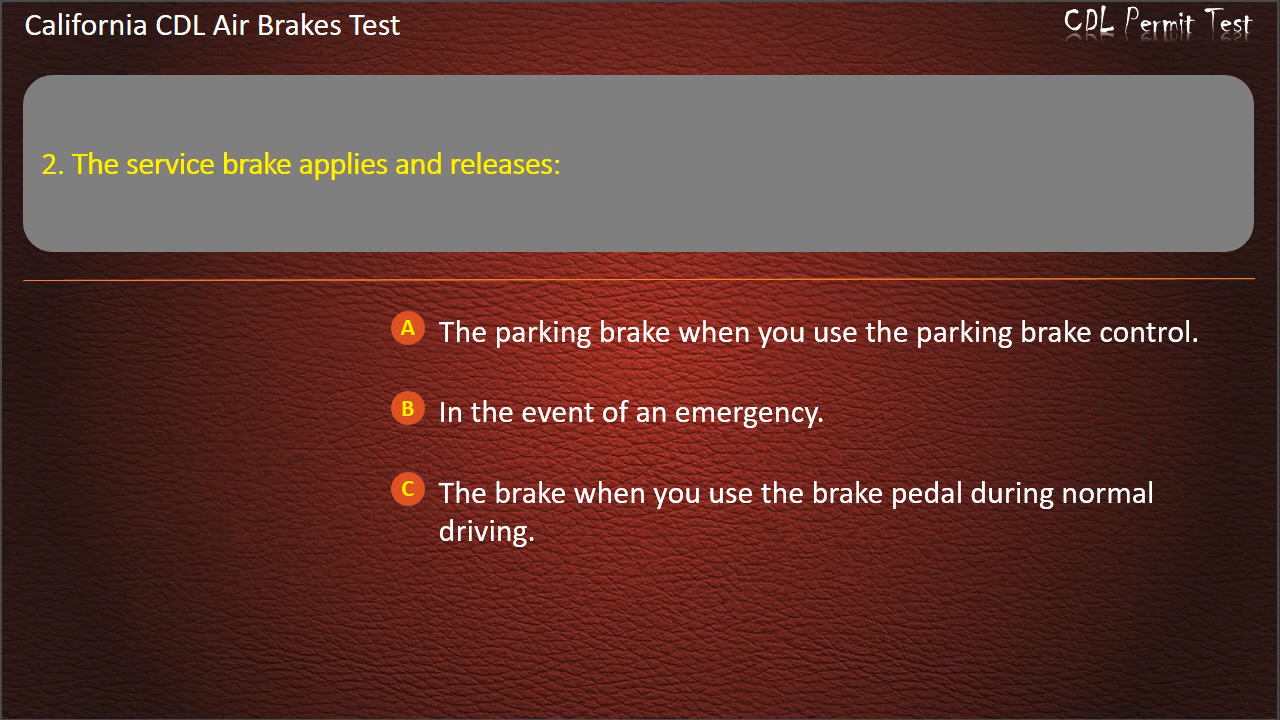 California CDL Air Brakes Test
CDL Permit Test
2. The service brake applies and releases:
A The parking brake when you use the parking brake control.
B In the event of an emergency.
C The brake when you use the brake pedal during normal
driving.